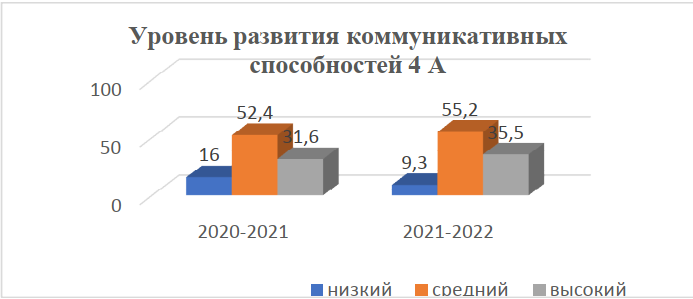 Уровень развития коммуникативных
способностей 4 А
100
50
0
16
52,4
31,6
9,3
55,2
35,5
2020-2021
2021-2022
низкий
средний
высокий